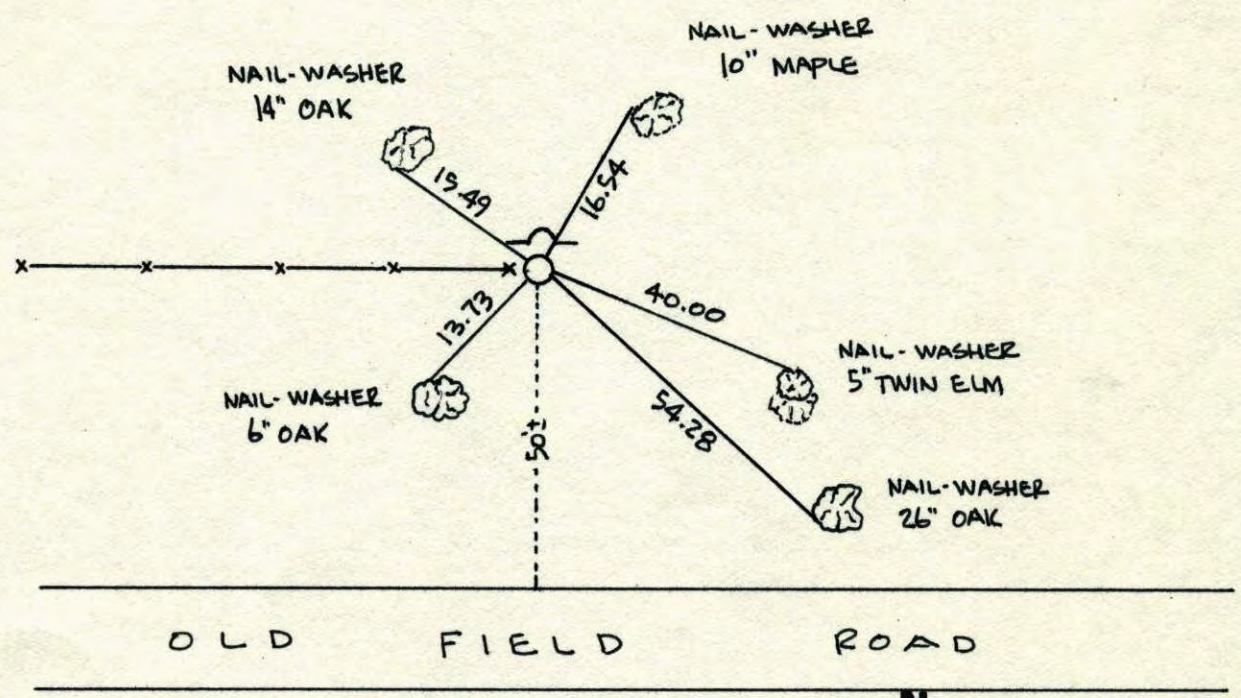 NAIL-WASHER
10" MAPLE
NAIL-WASHER
14" OAK
15.49
16.54
13.73
40.00
NAIL-WASHER
5" TWIN ELM
NAIL-WASHER
6" OAK
50'±
54.28
NAIL-WASHER
26" OAK
OLD FIELD ROAD